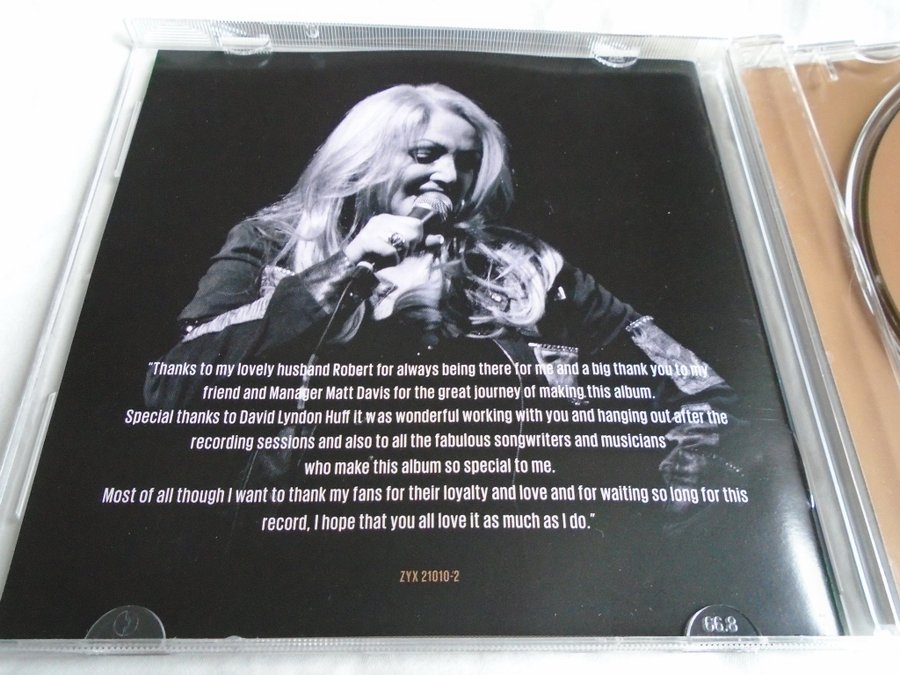 "Thanks to my lovely husband Robert for always being there for me and a big thank you to my
friend and Manager Matt Davis for the great journey of making this album.
Special thanks to David Lyndon Huff it was wonderful working with you and hanging out after the
recording sessions and also to all the fabulous songwriters and musicians
who make this album so special to me.
Most of all though I want to thank my fans for their loyalty and love and for waiting so long for this
record, I hope that you all love it as much as I do."
ZYX 21010-2